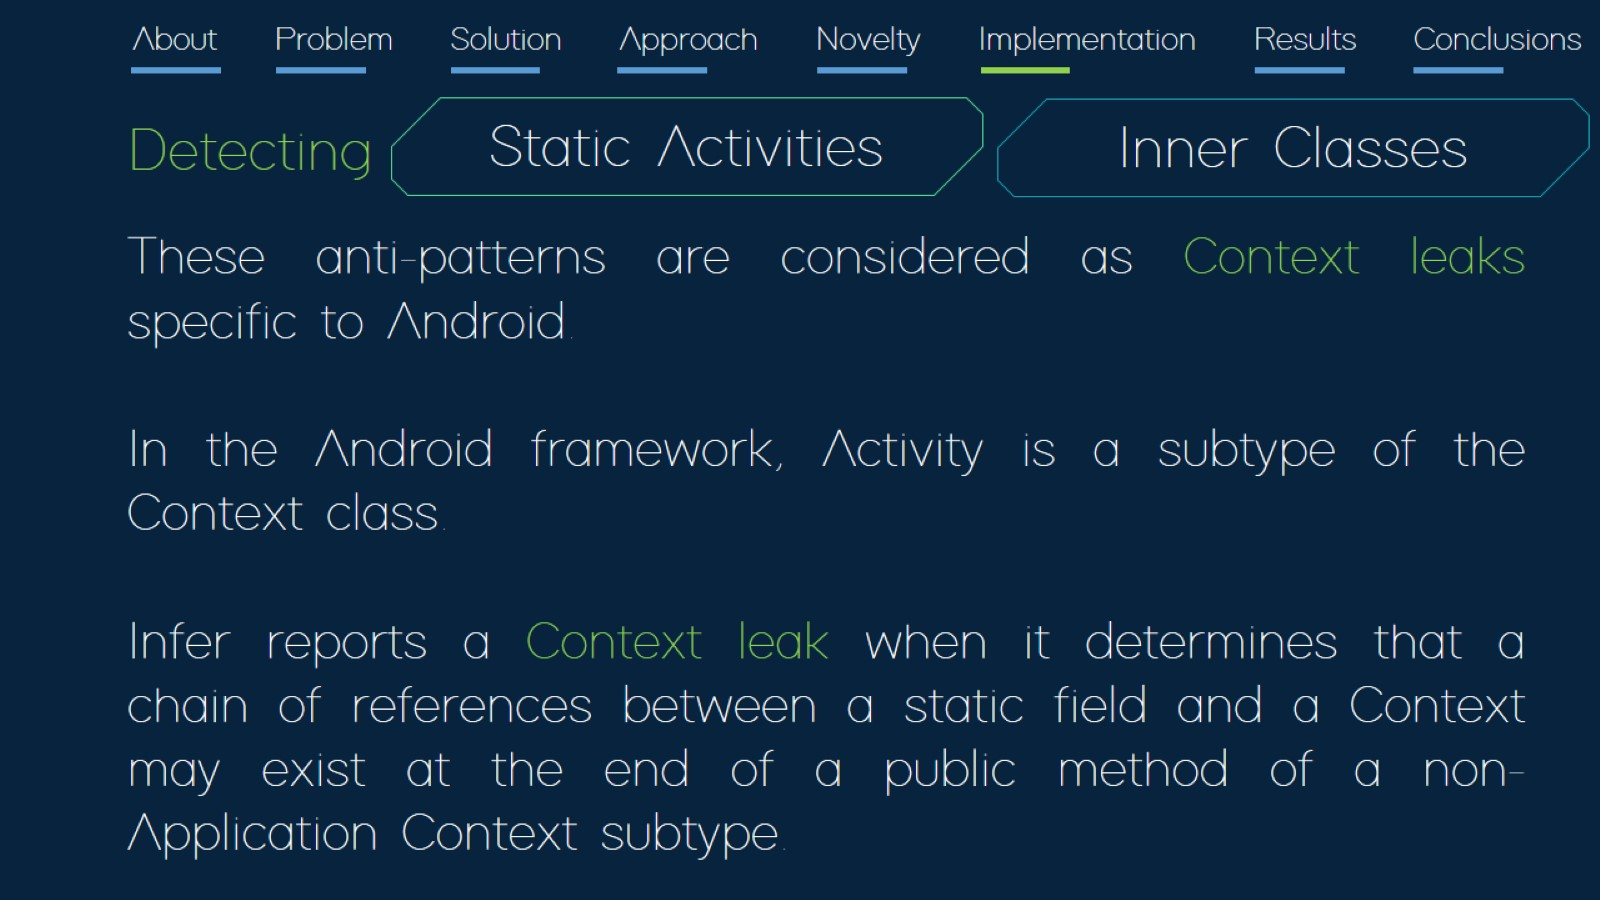 About Problem Solution Approach Novelty Implementation Results Conclusions
Detecting Static Activities Inner Classes
These anti-patterns are considered as Context leaks
specific to Android.
In the Android framework, Activity is a subtype of the
Context class.
Infer reports a Context leak when it determines that a
chain of references between a static field and a Context
may exist at the end of a public method of a non-
Application Context subtype.